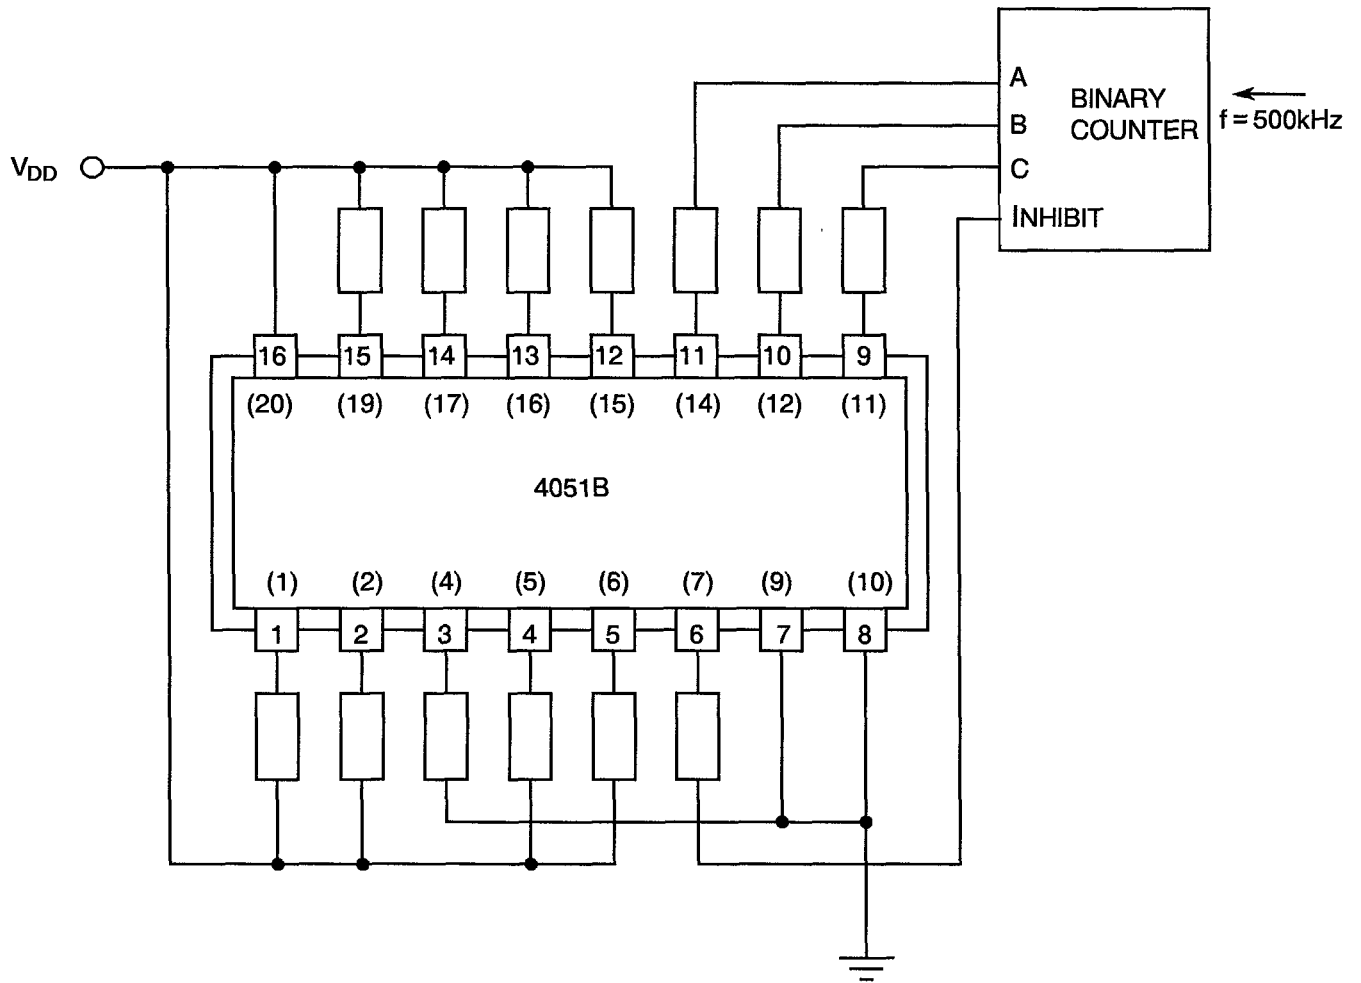 A
BINARY
COUNTER
B
C
INHIBIT
f = 500kHz
VDD
16 15 14 13 12 11 10 9
(20) (19) (17) (16) (15) (14) (12) (11)
4051B
(1) (2) (4) (5) (6) (7) (9) (10)
1 2 3 4 5 6 7 8